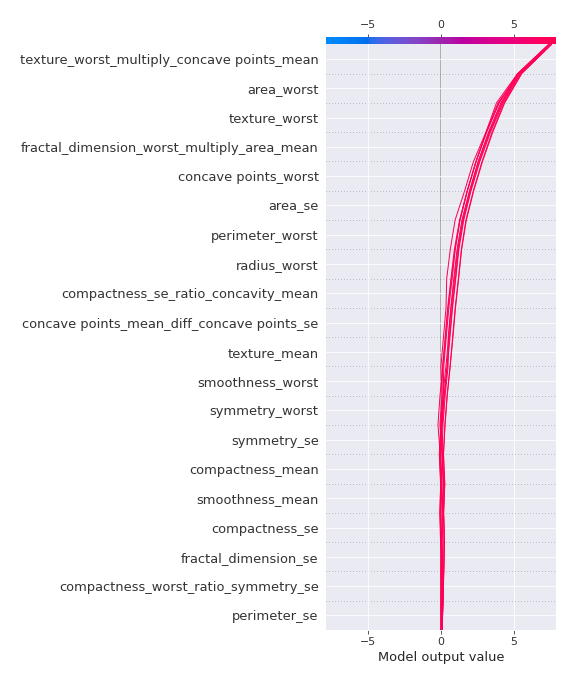 −5 0 5
texture_worst_multiply_concave points_mean
area_worst
texture_worst
fractal_dimension_worst_multiply_area_mean
concave points_worst
area_se
perimeter_worst
radius_worst
compactness_se_ratio_concavity_mean
concave points_mean_diff_concave points_se
texture_mean
smoothness_worst
symmetry_worst
symmetry_se
compactness_mean
smoothness_mean
compactness_se
fractal_dimension_se
compactness_worst_ratio_symmetry_se
perimeter_se
−5 0 5
Model output value